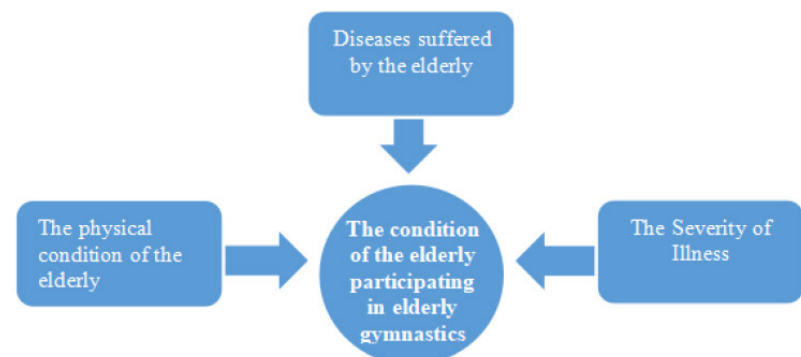 Diseases suffered
by the elderly
The physical
condition of the
elderly
The condition
of the elderly
participating
in elderly
gymnastics
The Severity of
Illness